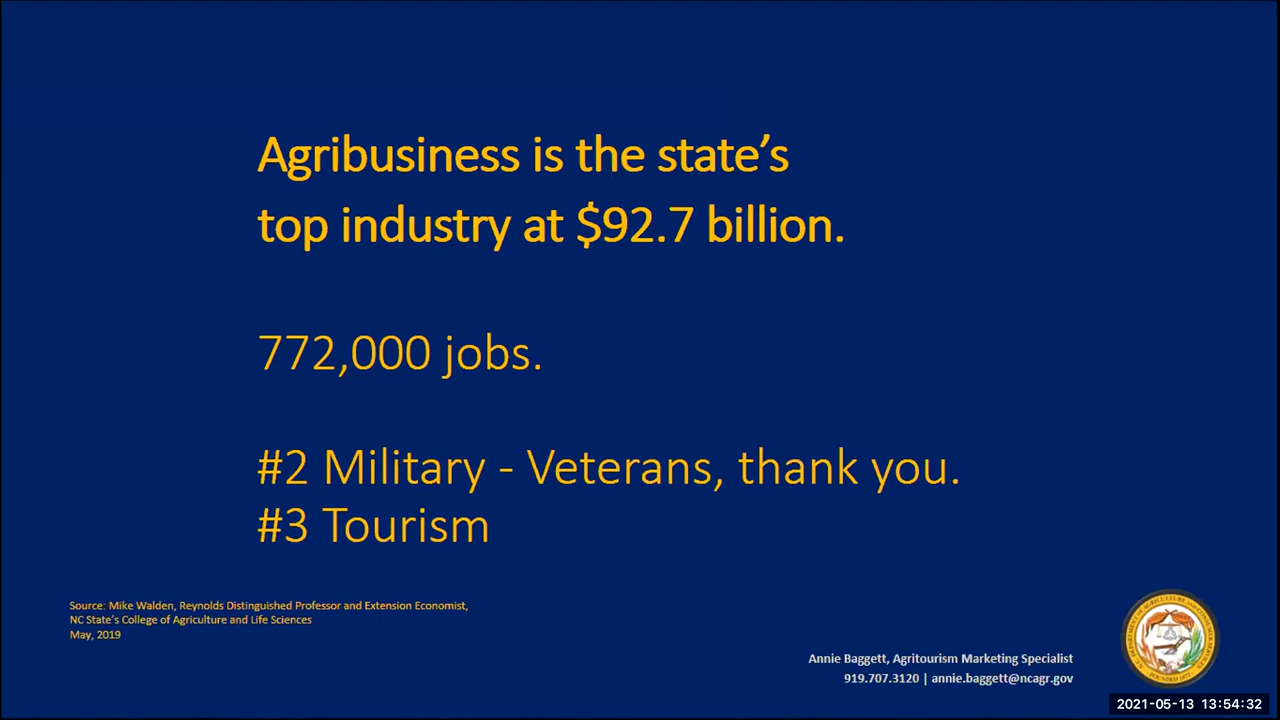 Agribusiness is the state’s
top industry at $92.7 billion.
772,000 jobs.
#2 Military - Veterans, thank you.
#3 Tourism
Source: Mike Walden, Reynolds Distinguished Professor and Extension Economist,
NC State’s College of Agriculture and Life Sciences
May, 2019
Annie Baggett, Agritourism Marketing Specialist
919.707.3120 | annie.baggett@ncagr.gov
2021-05-13 13:54:32